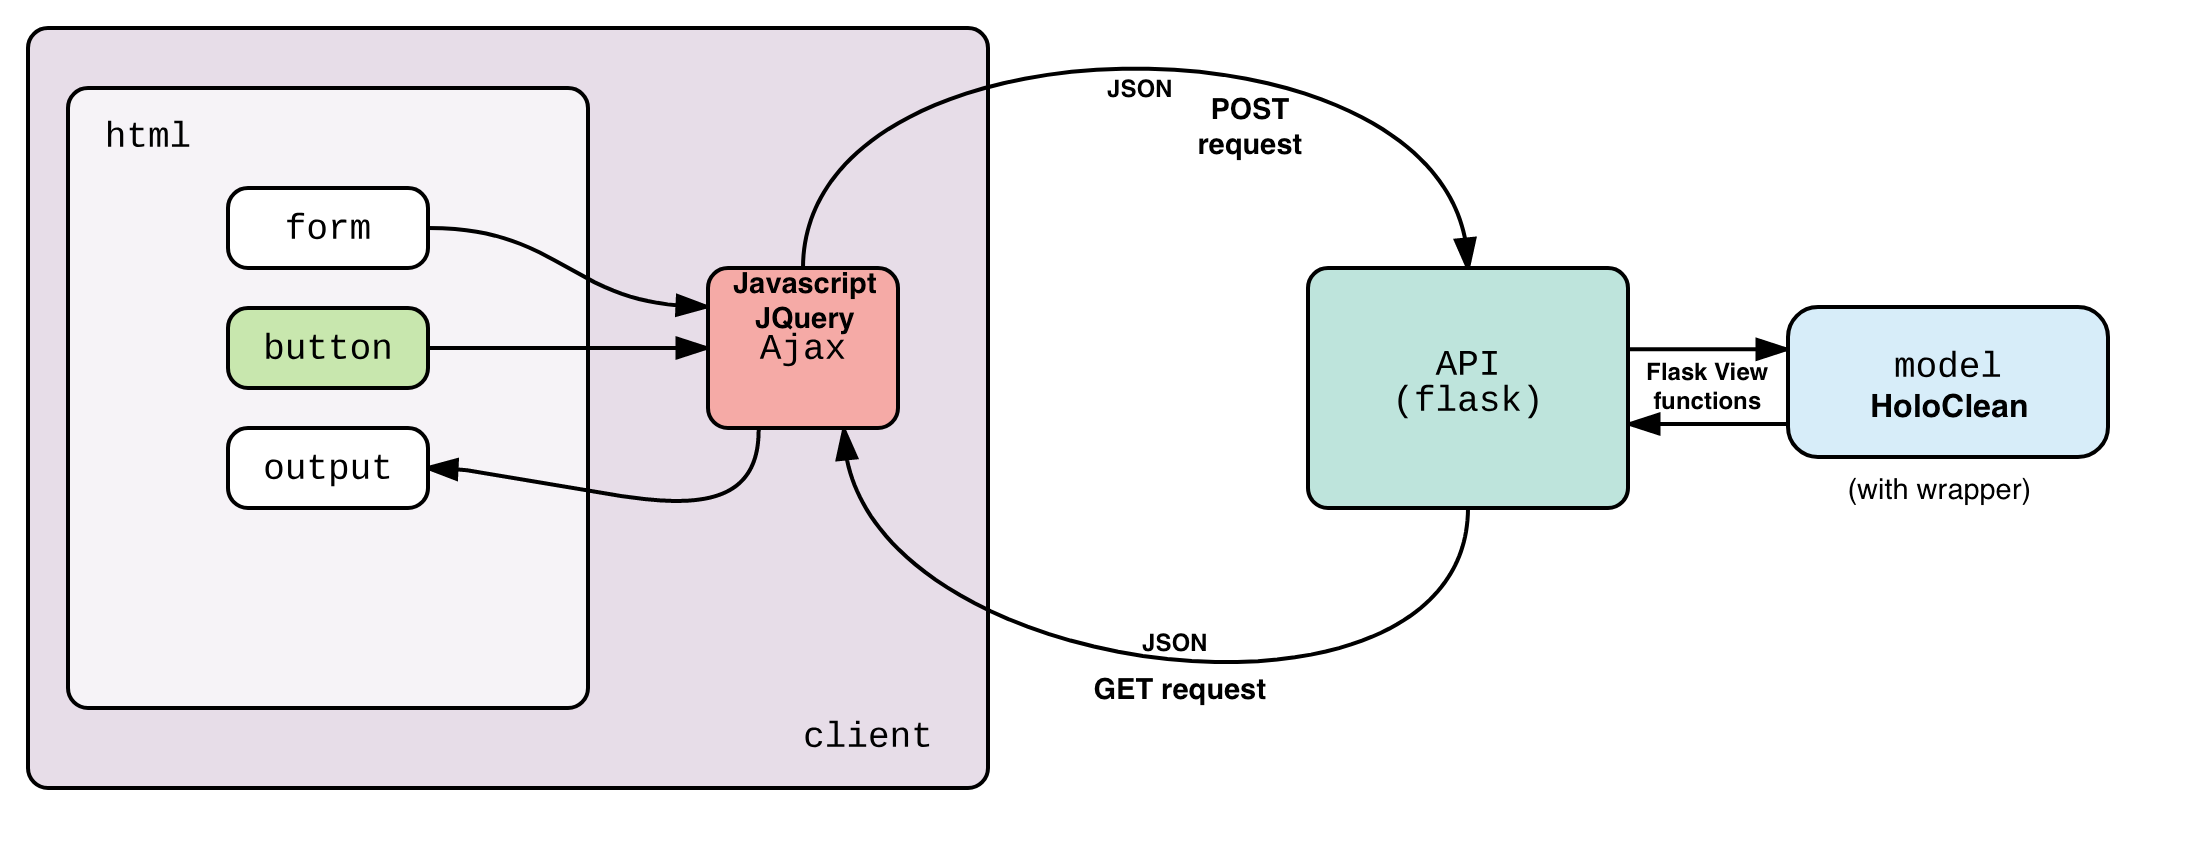 html
form
button
output
client
Javascript
JQuery
Ajax
JSON
POST
request
API
(flask)
Flask View
functions
model
HoloClean
(with wrapper)
JSON
GET request